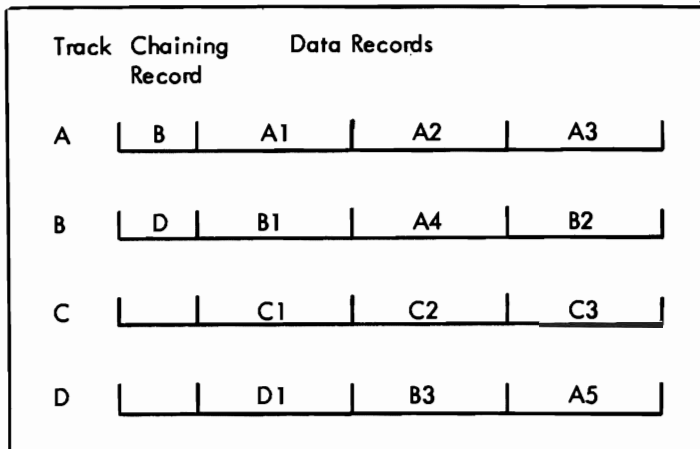 Track Chaining Data Records
Record
A B A1 A2 A3
B D B1 A4 B2
C C1 C2 C3
D D1 B3 A5